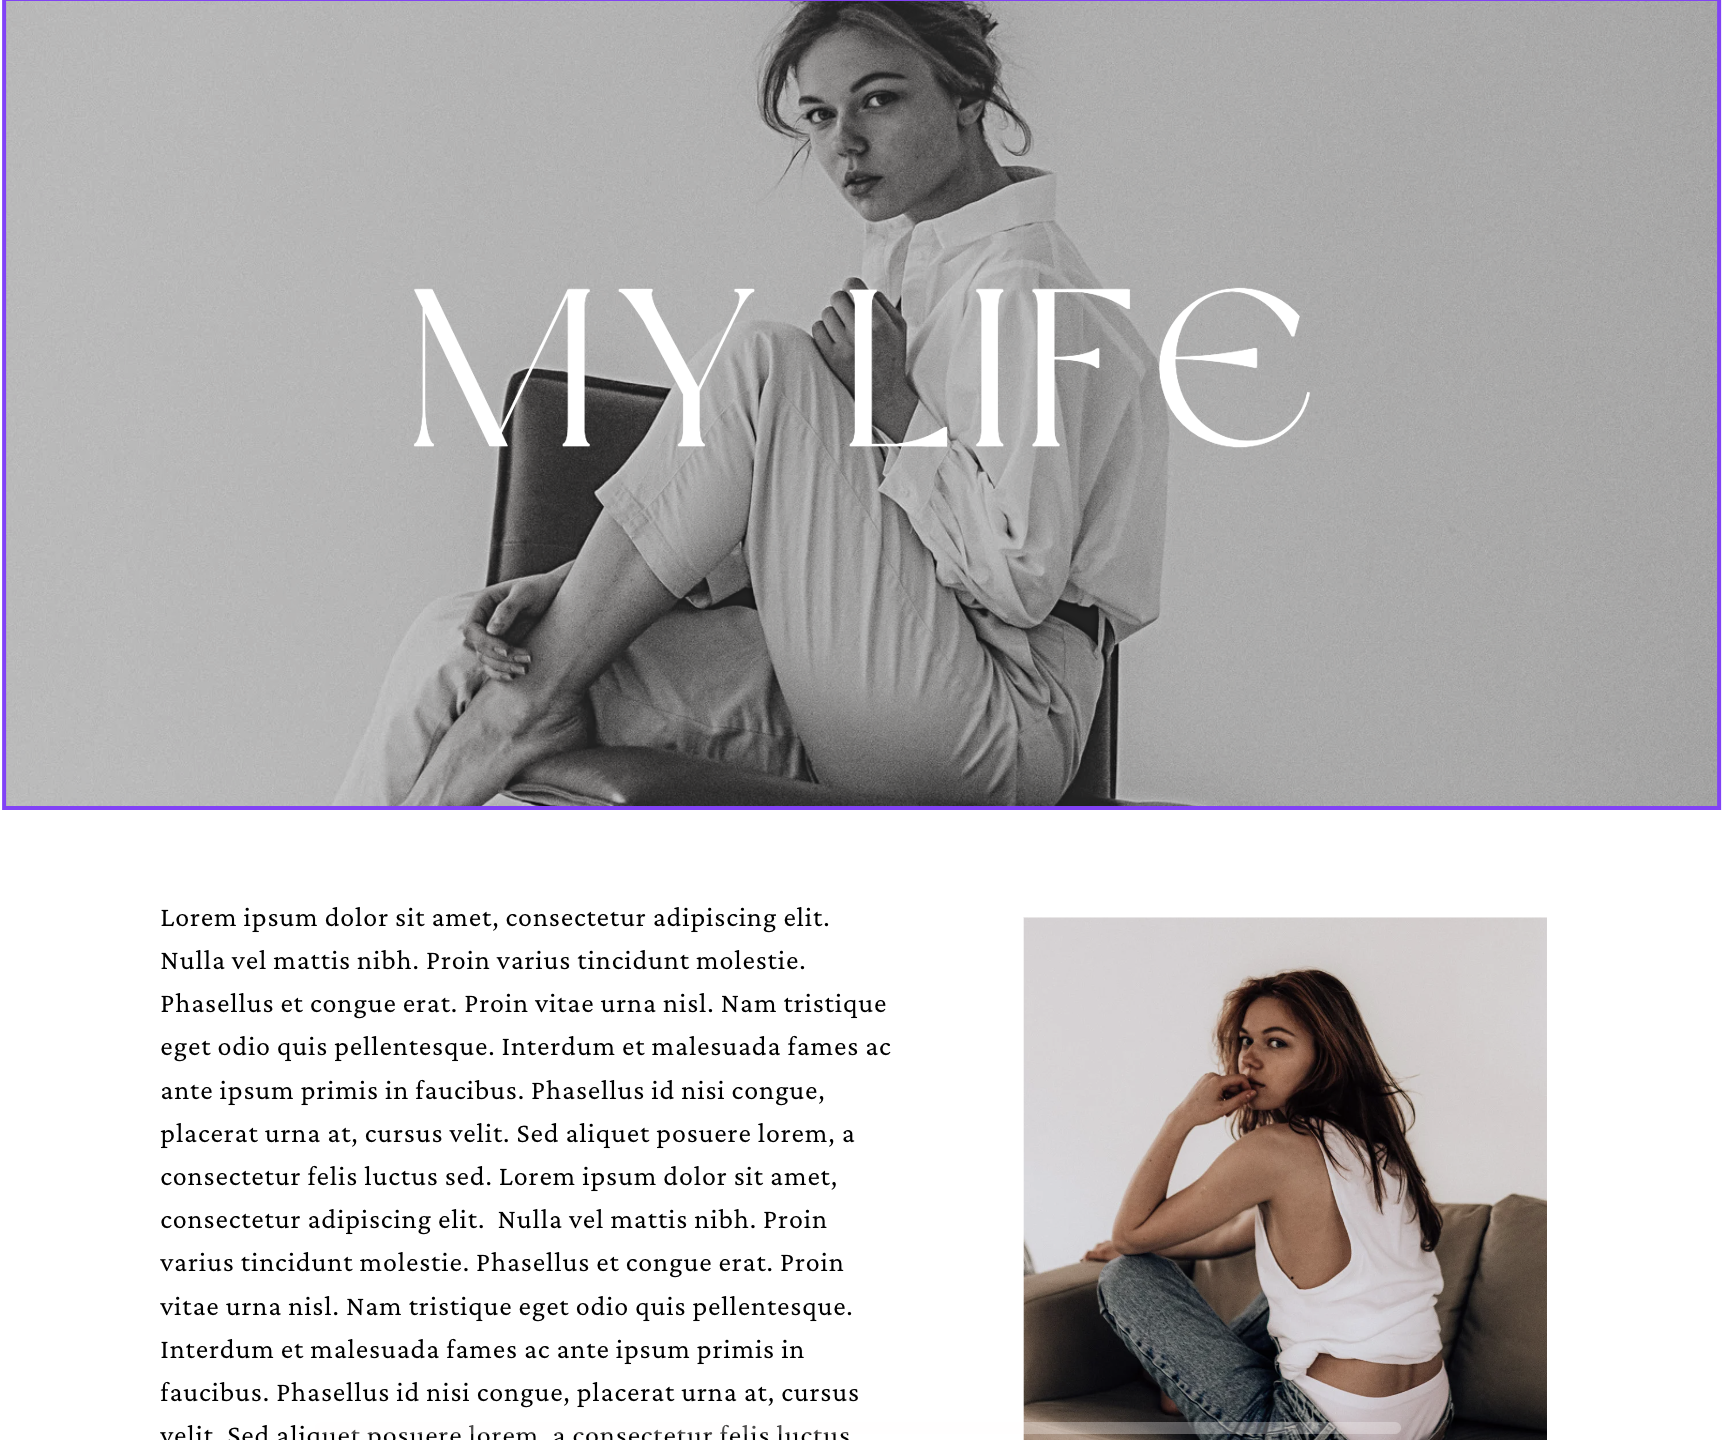 MY LIFE
Lorem ipsum dolor sit amet, consectetur adipiscing elit.
Nulla vel mattis nibh. Proin varius tincidunt molestie.
Phasellus et congue erat. Proin vitae urna nisl. Nam tristique
eget odio quis pellentesque. Interdum et malesuada fames ac
ante ipsum primis in faucibus. Phasellus id nisi congue,
placerat urna at, cursus velit. Sed aliquet posuere lorem, a
consectetur felis luctus sed. Lorem ipsum dolor sit amet,
consectetur adipiscing elit.  Nulla vel mattis nibh. Proin
varius tincidunt molestie. Phasellus et congue erat. Proin
vitae urna nisl. Nam tristique eget odio quis pellentesque.
Interdum et malesuada fames ac ante ipsum primis in
faucibus. Phasellus id nisi congue, placerat urna at, cursus
velit. Sed aliquet posuere lorem, a consectetur felis luctus